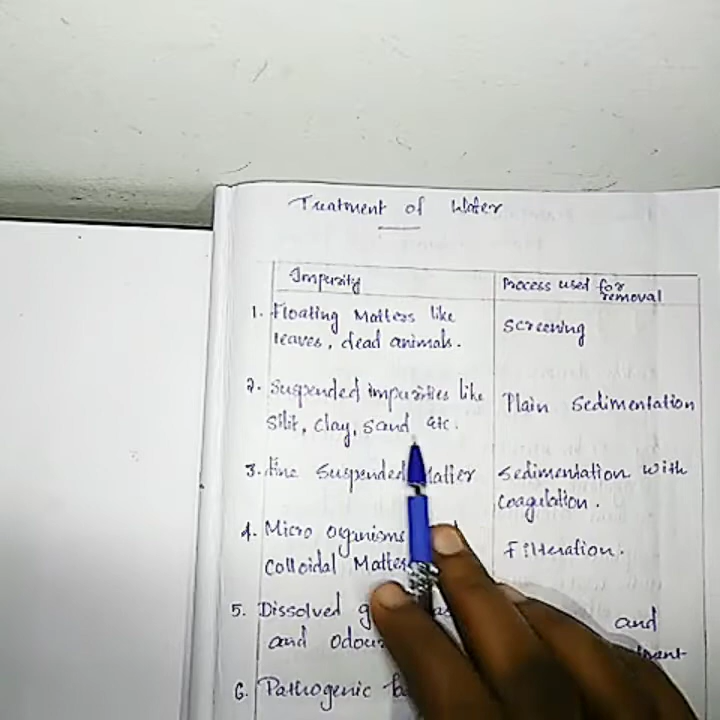 Treatment of Water
Impurity
Process used for
removal
1. Floating Matters like
leaves, dead animals.
Screening
2. Suspended impurities like
Silit, clay, sand etc.
Plain Sedimentation
3. Fine Suspended Matter
Sedimentation with
Coagulation.
4. Micro organisms
Colloidal Matter
Filteration.
5. Dissolved
and Odour
and
6. Pathogenic